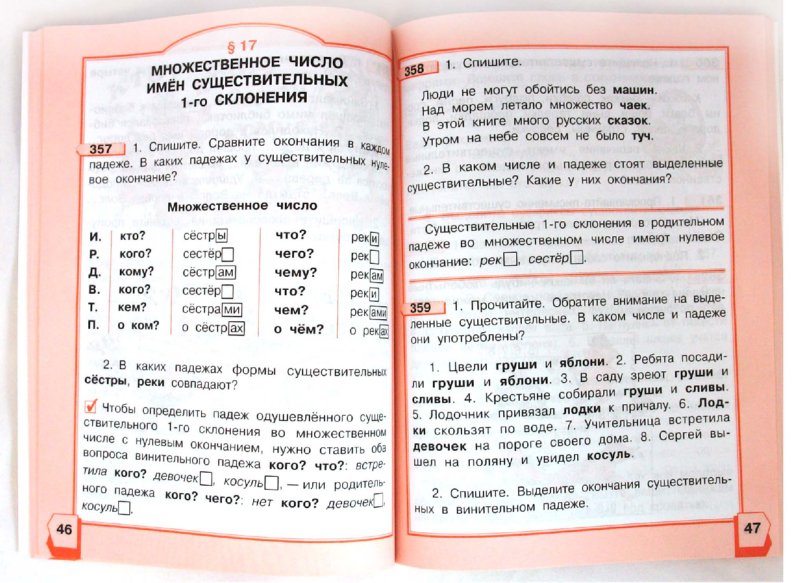 § 17
МНОЖЕСТВЕННОЕ ЧИСЛО
ИМЁН СУЩЕСТВИТЕЛЬНЫХ
1-го СКЛОНЕНИЯ
357 1. Спишите. Сравните окончания в каждом
падеже. В каких падежах у существительных нуле-
вое окончание?
Множественное число
И. кто? сёстры что? реки
Р. кого? сестёр чего? рек
Д. кому? сёстрам чему? рекам
В. кого? сестёр что? реки
Т. кем? сёстрами чем? реками
П. о ком? о сёстрах о чём? о реках
2. В каких падежах формы существительных
сёстры, реки совпадают?
Чтобы определить падеж одушевлённого суще-
ствительного 1-го склонения во множественном
числе с нулевым окончанием, нужно ставить оба
вопроса винительного падежа кого? что?: встре-
тила кого? девочек, косуль, — или родитель-
ного падежа кого? чего?: нет кого? девочек,
косуль.
46
358 1. Спишите.
Люди не могут обойтись без машин.
Над морем летало множество чаек.
В этой книге много русских сказок.
Утром на небе совсем не было туч.
2. В каком числе и падеже стоят выделенные
существительные? Какие у них окончания?
Существительные 1-го склонения в родительном
падеже во множественном числе имеют нулевое
окончание: рек, сестёр.
359 1. Прочитайте. Обратите внимание на выде-
ленные существительные. В каком числе и падеже
они употреблены?
1. Цвели груши и яблони. 2. Ребята посади-
ли груши и яблони. 3. В саду зреют груши и
сливы. 4. Крестьяне собирали груши и сливы.
5. Лодочник привязал лодки к причалу. 6. Лод-
ки скользят по воде. 7. Учительница встретила
девочек на пороге своего дома. 8. Сергей вы-
шел на поляну и увидел косуль.
2. Спишите. Выделите окончания существитель-
ных в винительном падеже.
47